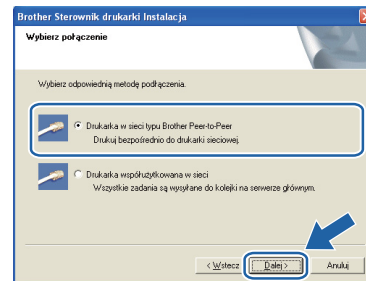 Brother Sterownik drukarki Instalacja
Wybierz połączenie
Wybierz odpowiednią metodę podłączenia.
Drukarka w sieci typu Brother Peer-to-Peer
Drukuj bezpośrednio do drukarki sieciowej.
Drukarka współużytkowana w sieci
Wszystkie zadania są wysyłane do kolejki na serwerze głównym.
< Wstecz Dalej > Anuluj